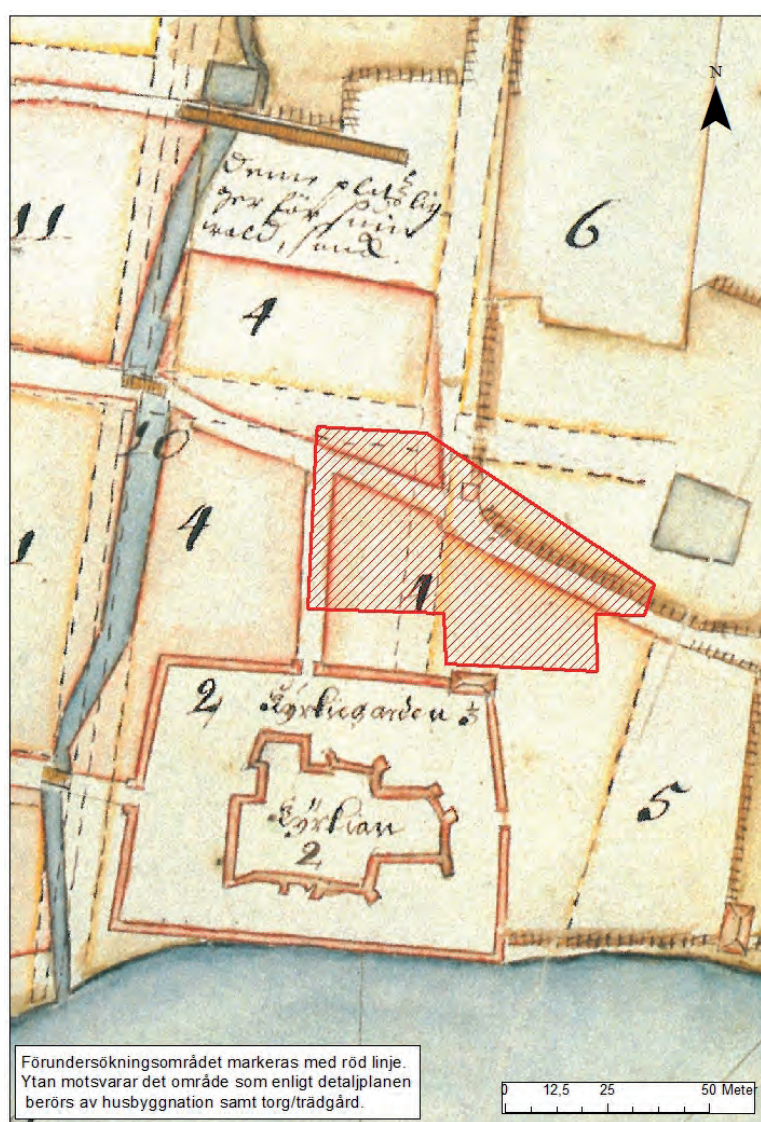 N
11
6
4
10
1
4
1
2 Kyrkiegården
Kyrkian
2
5
Förundersökningsområdet markeras med röd linje.
Ytan motsvarar det område som enligt detaljplanen
berörs av husbyggnation samt torg/trädgård.
0 12,5 25 50 Meter